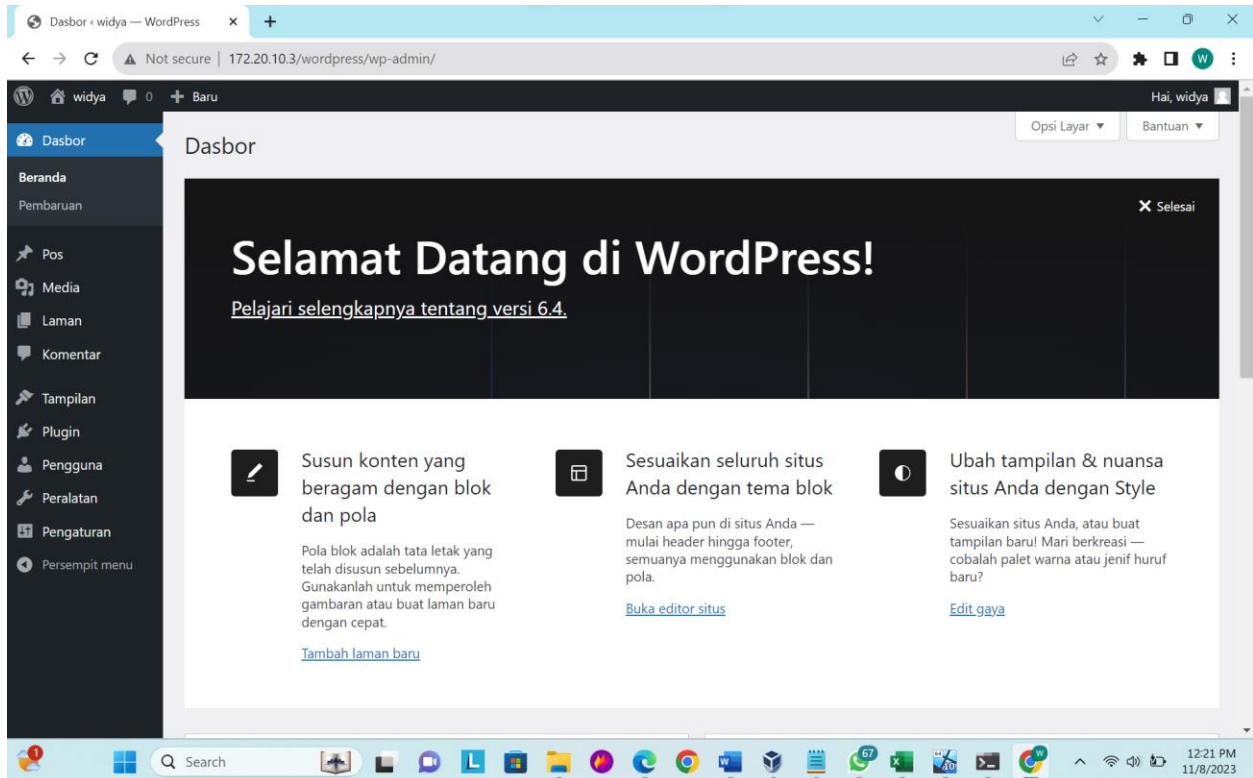 Dasbor ‹ widya — WordPress
Not secure | 172.20.10.3/wordpress/wp-admin/
W
widya 0 Baru
Hai, widya
Dasbor
Beranda
Pembaruan
Pos
Media
Laman
Komentar
Tampilan
Plugin
Pengguna
Peralatan
Pengaturan
Persempit menu
Opsi Layar
Bantuan
Dasbor
Selesai
Selamat Datang di WordPress!
Pelajari selengkapnya tentang versi 6.4.
Susun konten yang
beragam dengan blok
dan pola
Pola blok adalah tata letak yang
telah disusun sebelumnya.
Gunakanlah untuk memperoleh
gambaran atau buat laman baru
dengan cepat.
Tambah laman baru
Sesuaikan seluruh situs
Anda dengan tema blok
Desan apa pun di situs Anda —
mulai header hingga footer,
semuanya menggunakan blok dan
pola.
Buka editor situs
Ubah tampilan & nuansa
situs Anda dengan Style
Sesuaikan situs Anda, atau buat
tampilan baru! Mari berkreasi —
cobalah palet warna atau jenif huruf
baru?
Edit gaya
1
Search
L
67
12:21 PM
11/8/2023